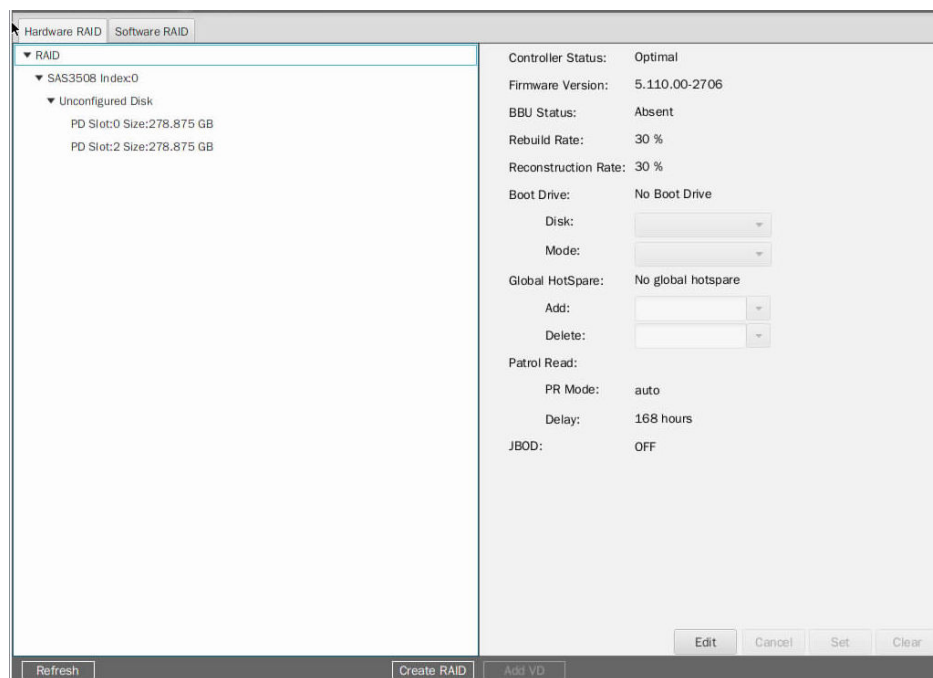 Hardware RAID Software RAID
RAID
SAS3508 Index:0
Unconfigured Disk
PD Slot:0 Size:278.875 GB
PD Slot:2 Size:278.875 GB
Controller Status: Optimal
Firmware Version: 5.110.00-2706
BBU Status: Absent
Rebuild Rate: 30 %
Reconstruction Rate: 30 %
Boot Drive: No Boot Drive
Disk:
Mode:
Global HotSpare: No global hotspare
Add:
Delete:
Patrol Read:
PR Mode: auto
Delay: 168 hours
JBOD: OFF
Edit Cancel Set Clear
Refresh Create RAID Add VD